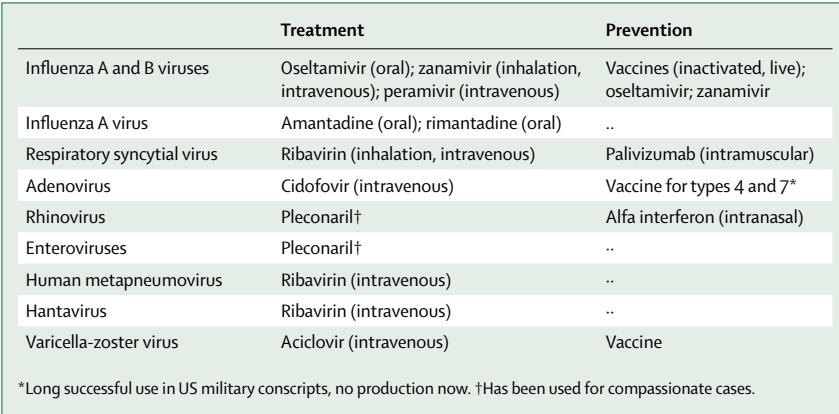 Treatment Prevention
Influenza A and B viruses Oseltamivir (oral); zanamivir (inhalation, Vaccines (inactivated, live);
intravenous); peramivir (intravenous) oseltamivir; zanamivir
Influenza A virus Amantadine (oral); rimantadine (oral) ..
Respiratory syncytial virus Ribavirin (inhalation, intravenous) Palivizumab (intramuscular)
Adenovirus Cidofovir (intravenous) Vaccine for types 4 and 7*
Rhinovirus Pleconaril† Alfa interferon (intranasal)
Enteroviruses Pleconaril† ··
Human metapneumovirus Ribavirin (intravenous) ··
Hantavirus Ribavirin (intravenous) ··
Varicella-zoster virus Aciclovir (intravenous) Vaccine
*Long successful use in US military conscripts, no production now. †Has been used for compassionate cases.